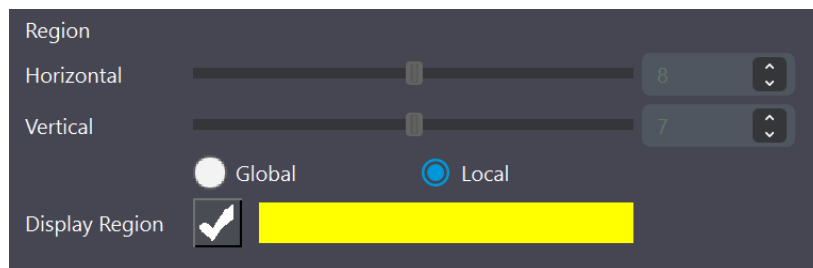 Region
Horizontal 8
Vertical 7
Global Local
Display Region